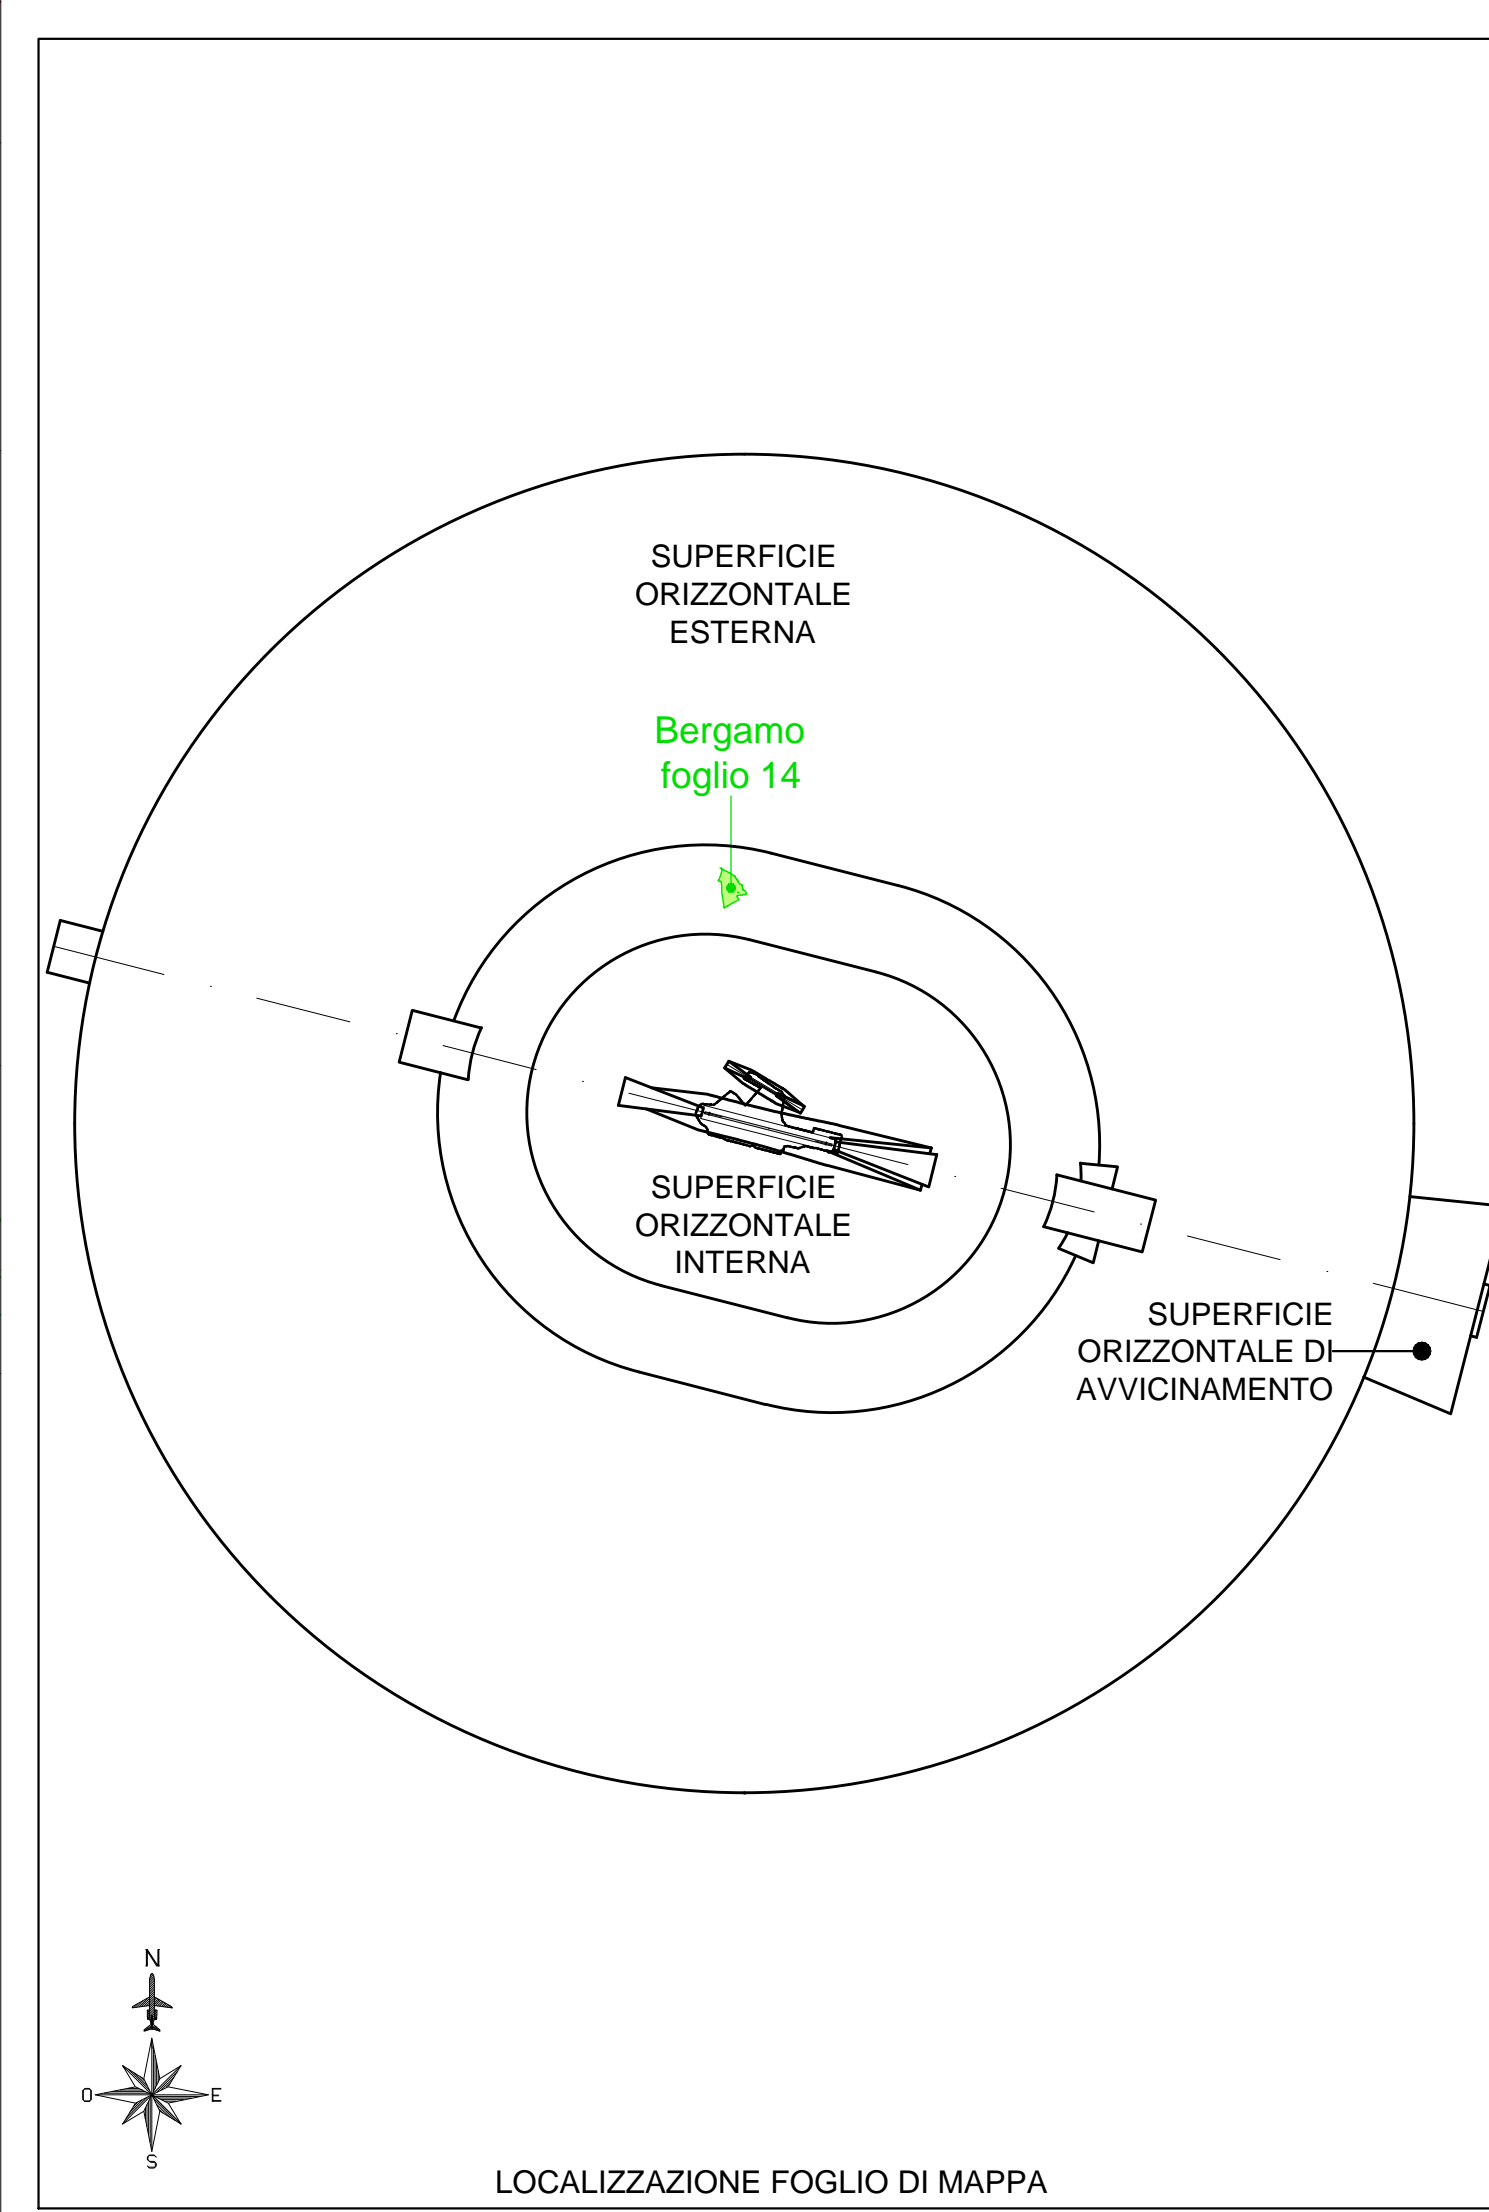 SUPERFICIE
ORIZZONTALE
ESTERNA
Bergamo
foglio 14
SUPERFICIE
ORIZZONTALE
INTERNA
SUPERFICIE
ORIZZONTALE DI
AVVICINAMENTO
N
O
E
S
LOCALIZZAZIONE FOGLIO DI MAPPA